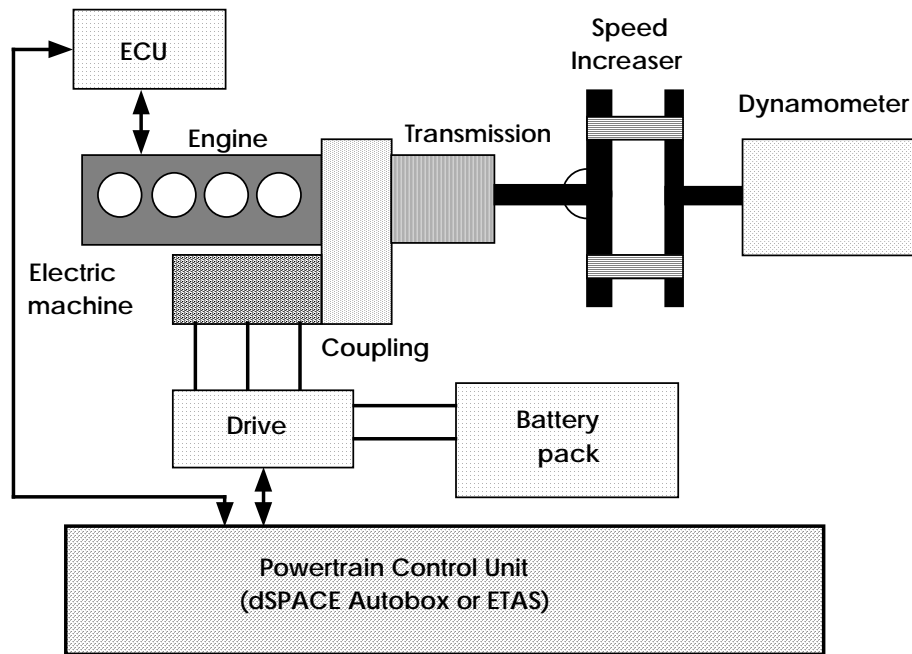 ECU
Speed
Increaser
Dynamometer
Engine
Transmission
Electric
machine
Coupling
Drive
Battery
pack
Powertrain Control Unit
(dSPACE Autobox or ETAS)